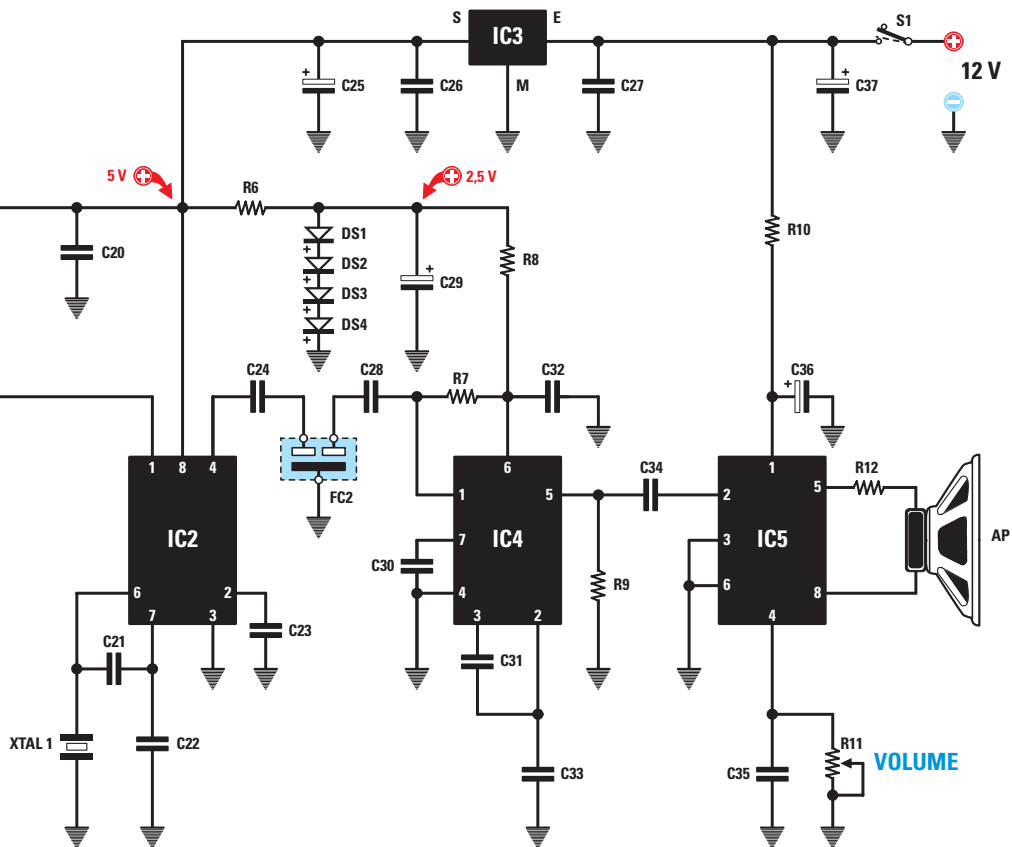 S
IC3
E
S1
12 V
C25
C26
M
C27
C37
5 V
2,5 V
R6
C20
DS1
DS2
DS3
DS4
C29
R8
R10
C24
C28
R7
C32
C36
FC2
1
8
4
IC2
6
7
3
2
C21
C23
XTAL 1
C22
6
1
5
7
IC4
4
3
2
C30
C31
C33
C34
R9
1
2
5
3
IC5
6
8
4
R12
AP
C35
R11
VOLUME
+
+
+
+
+
+
+
+